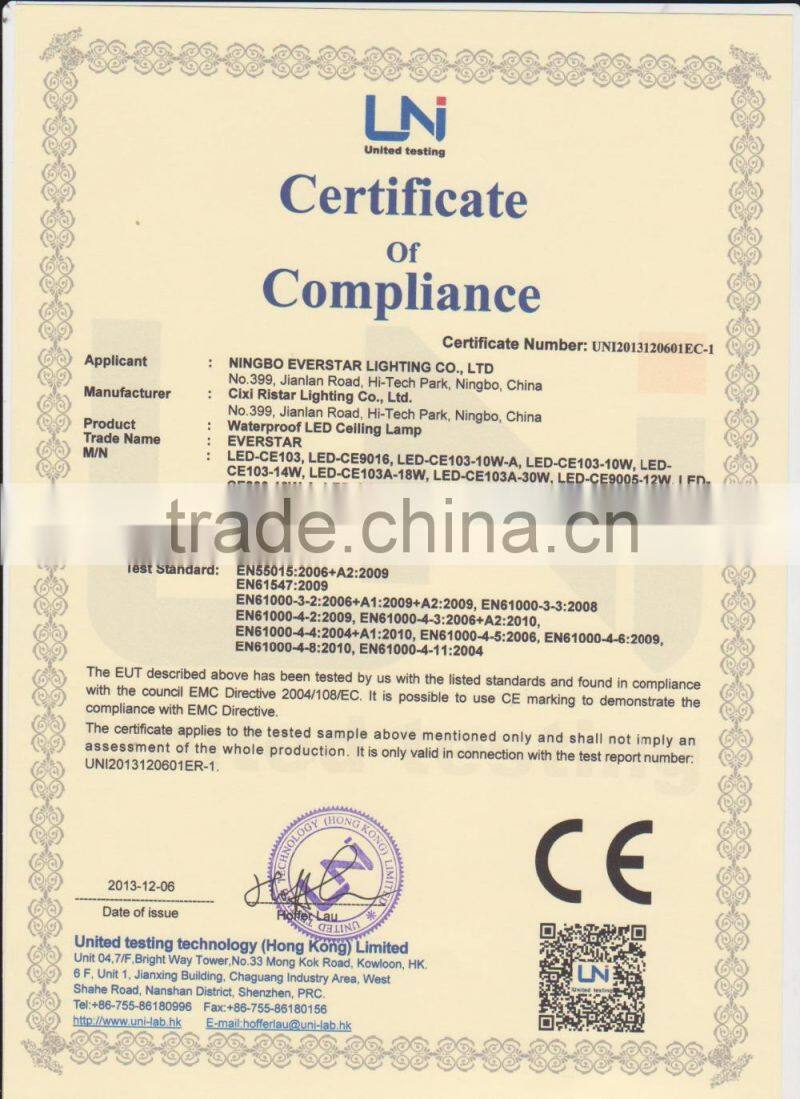 UNi
United testing
Certificate
Of
Compliance
Certificate Number: UNI2013120601EC-1
Applicant : NINGBO EVERSTAR LIGHTING CO., LTD
No.399, Jianlan Road, Hi-Tech Park, Ningbo, China
Manufacturer : Cixi Ristar Lighting Co., Ltd.
No.399, Jianlan Road, Hi-Tech Park, Ningbo, China
Product : Waterproof LED Ceiling Lamp
Trade Name : EVERSTAR
M/N : LED-CE103, LED-CE9016, LED-CE103-10W-A, LED-CE103-10W, LED-
CE103-14W, LED-CE103A-18W, LED-CE103A-30W, LED-CE9005-12W, LED-
trade.china.cn
Test Standard: EN55015:2006+A2:2009
EN61547:2009
EN61000-3-2:2006+A1:2009+A2:2009, EN61000-3-3:2008
EN61000-4-2:2009, EN61000-4-3:2006+A2:2010,
EN61000-4-4:2004+A1:2010, EN61000-4-5:2006, EN61000-4-6:2009,
EN61000-4-8:2010, EN61000-4-11:2004
The EUT described above has been tested by us with the listed standards and found in compliance
with the council EMC Directive 2004/108/EC. It is possible to use CE marking to demonstrate the
compliance with EMC Directive.
The certificate applies to the tested sample above mentioned only and shall not imply an
assessment of the whole production. It is only valid in connection with the test report number:
UNI2013120601ER-1.
UNITED TESTING TECHNOLOGY (HONG KONG) LIMITED
UNi
CE
2013-12-06
Date of issue
Hoffer Lau
United testing technology (Hong Kong) Limited
Unit 04,7/F,Bright Way Tower,No.33 Mong Kok Road, Kowloon, HK.
6 F, Unit 1, Jianxing Building, Chaguang Industry Area, West
Shahe Road, Nanshan District, Shenzhen, PRC.
Tel:+86-755-86180996 Fax:+86-755-86180156
http://www.uni-lab.hk E-mail:hofferlau@uni-lab.hk
UNi
United testing